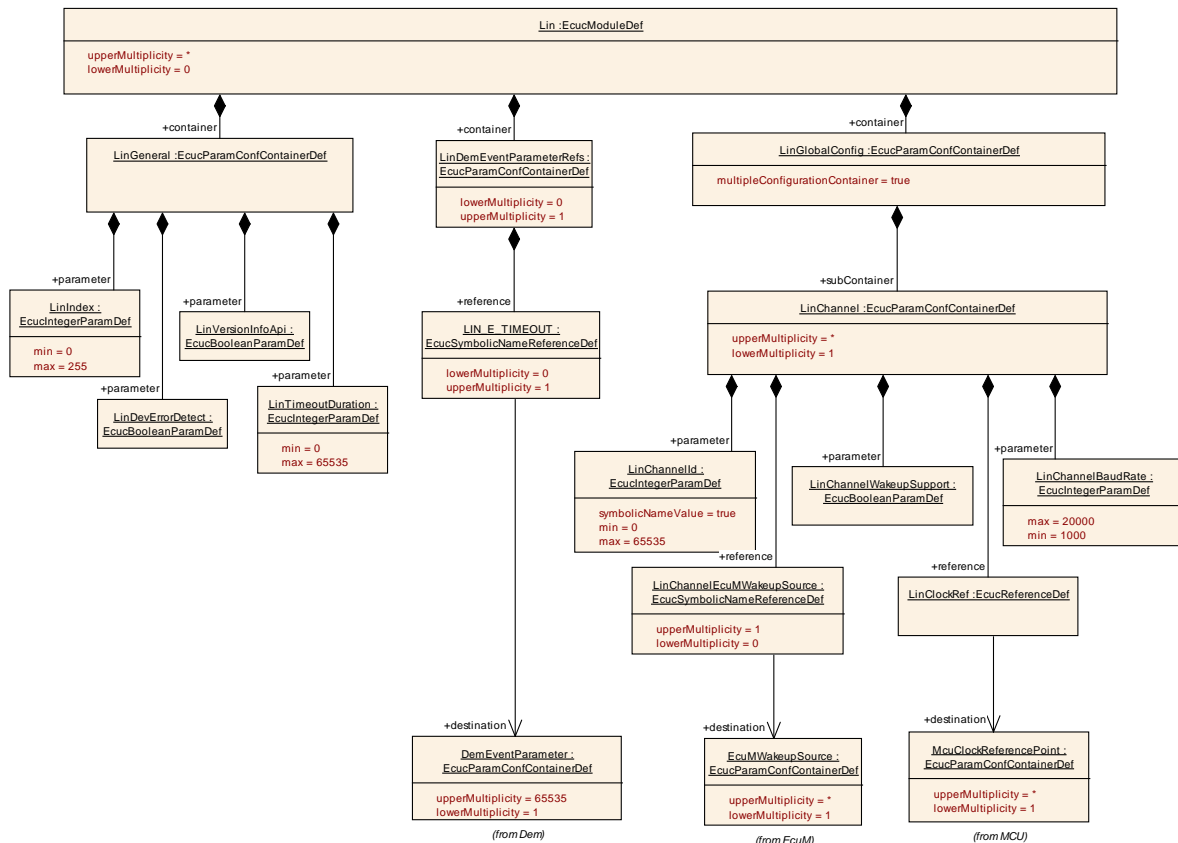 Lin :EcucModuleDef
upperMultiplicity = *
lowerMultiplicity = 0
+container
LinGeneral :EcucParamConfContainerDef
+container
LinDemEventParameterRefs :
EcucParamConfContainerDef
lowerMultiplicity = 0
upperMultiplicity = 1
+container
LinGlobalConfig :EcucParamConfContainerDef
multipleConfigurationContainer = true
+parameter
LinIndex :
EcucIntegerParamDef
min = 0
max = 255
+parameter
LinVersionInfoApi :
EcucBooleanParamDef
+parameter
LinDevErrorDetect :
EcucBooleanParamDef
+parameter
LinTimeoutDuration :
EcucIntegerParamDef
min = 0
max = 65535
+reference
LIN_E_TIMEOUT :
EcucSymbolicNameReferenceDef
lowerMultiplicity = 0
upperMultiplicity = 1
+subContainer
LinChannel :EcucParamConfContainerDef
upperMultiplicity = *
lowerMultiplicity = 1
+parameter
LinChannelId :
EcucIntegerParamDef
symbolicNameValue = true
min = 0
max = 65535
+parameter
LinChannelWakeupSupport :
EcucBooleanParamDef
+parameter
LinChannelBaudRate :
EcucIntegerParamDef
max = 20000
min = 1000
+reference
LinChannelEcuMWakeupSource :
EcucSymbolicNameReferenceDef
upperMultiplicity = 1
lowerMultiplicity = 0
+reference
LinClockRef :EcucReferenceDef
+destination
DemEventParameter :
EcucParamConfContainerDef
upperMultiplicity = 65535
lowerMultiplicity = 1
(from Dem)
+destination
EcuMWakeupSource :
EcucParamConfContainerDef
upperMultiplicity = *
lowerMultiplicity = 1
(from EcuM)
+destination
McuClockReferencePoint :
EcucParamConfContainerDef
upperMultiplicity = *
lowerMultiplicity = 1
(from MCU)